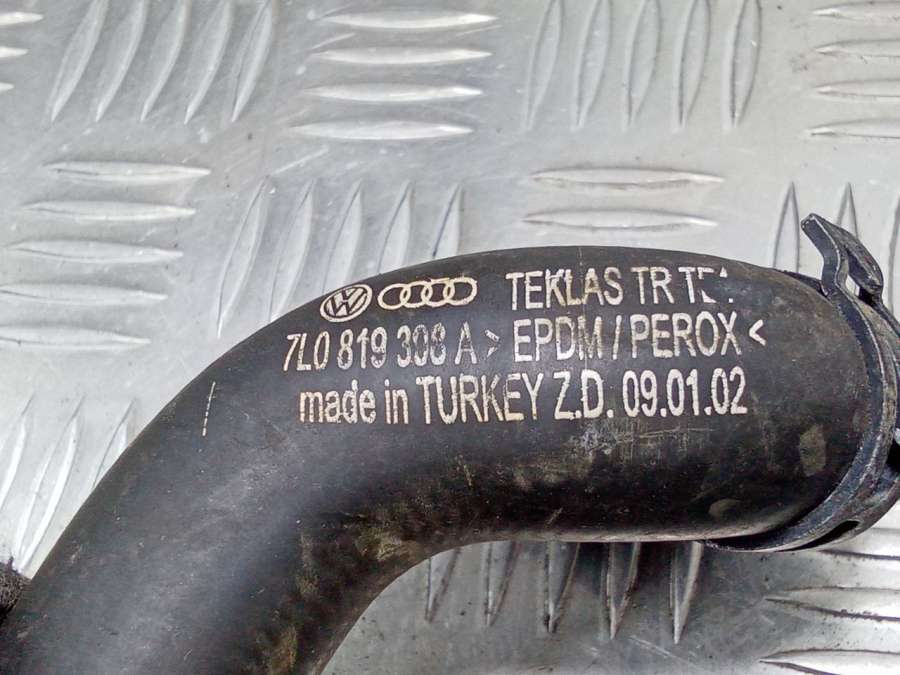 TEKLAS TR
7L0 819 308 A > EPDM / PEROX <
made in TURKEY Z.D. 09.01.02